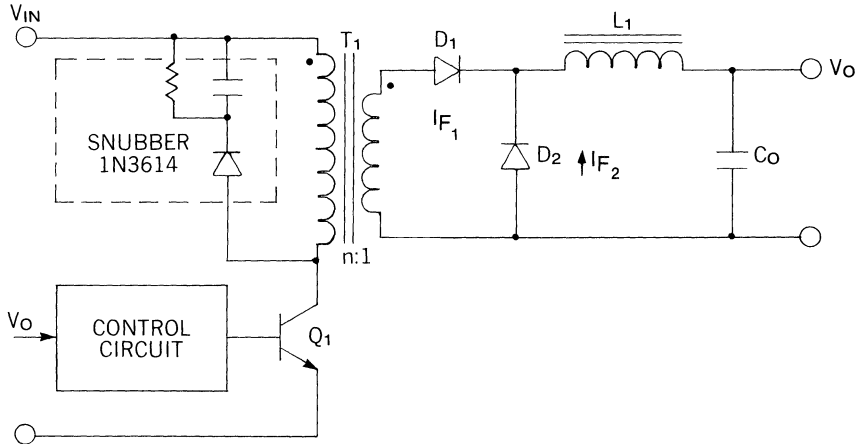 VIN
T1
D1
L1
VO
IF1
SNUBBER
1N3614
D2
IF2
CO
n:1
VO
CONTROL
CIRCUIT
Q1